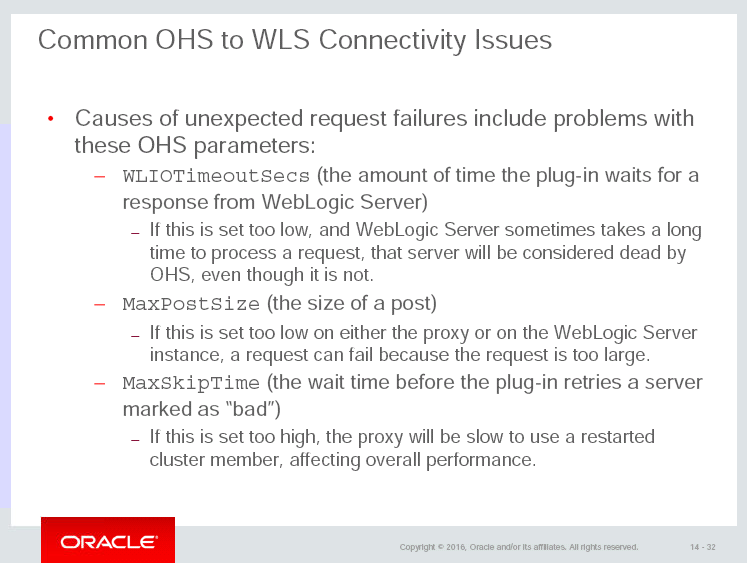 Common OHS to WLS Connectivity Issues
• Causes of unexpected request failures include problems with
these OHS parameters:
– WLIOTimeoutSecs (the amount of time the plug-in waits for a
response from WebLogic Server)
– If this is set too low, and WebLogic Server sometimes takes a long
time to process a request, that server will be considered dead by
OHS, even though it is not.
– MaxPostSize (the size of a post)
– If this is set too low on either the proxy or on the WebLogic Server
instance, a request can fail because the request is too large.
– MaxSkipTime (the wait time before the plug-in retries a server
marked as “bad”)
– If this is set too high, the proxy will be slow to use a restarted
cluster member, affecting overall performance.
ORACLE®
Copyright © 2016, Oracle and/or its affiliates. All rights reserved.
14 - 32